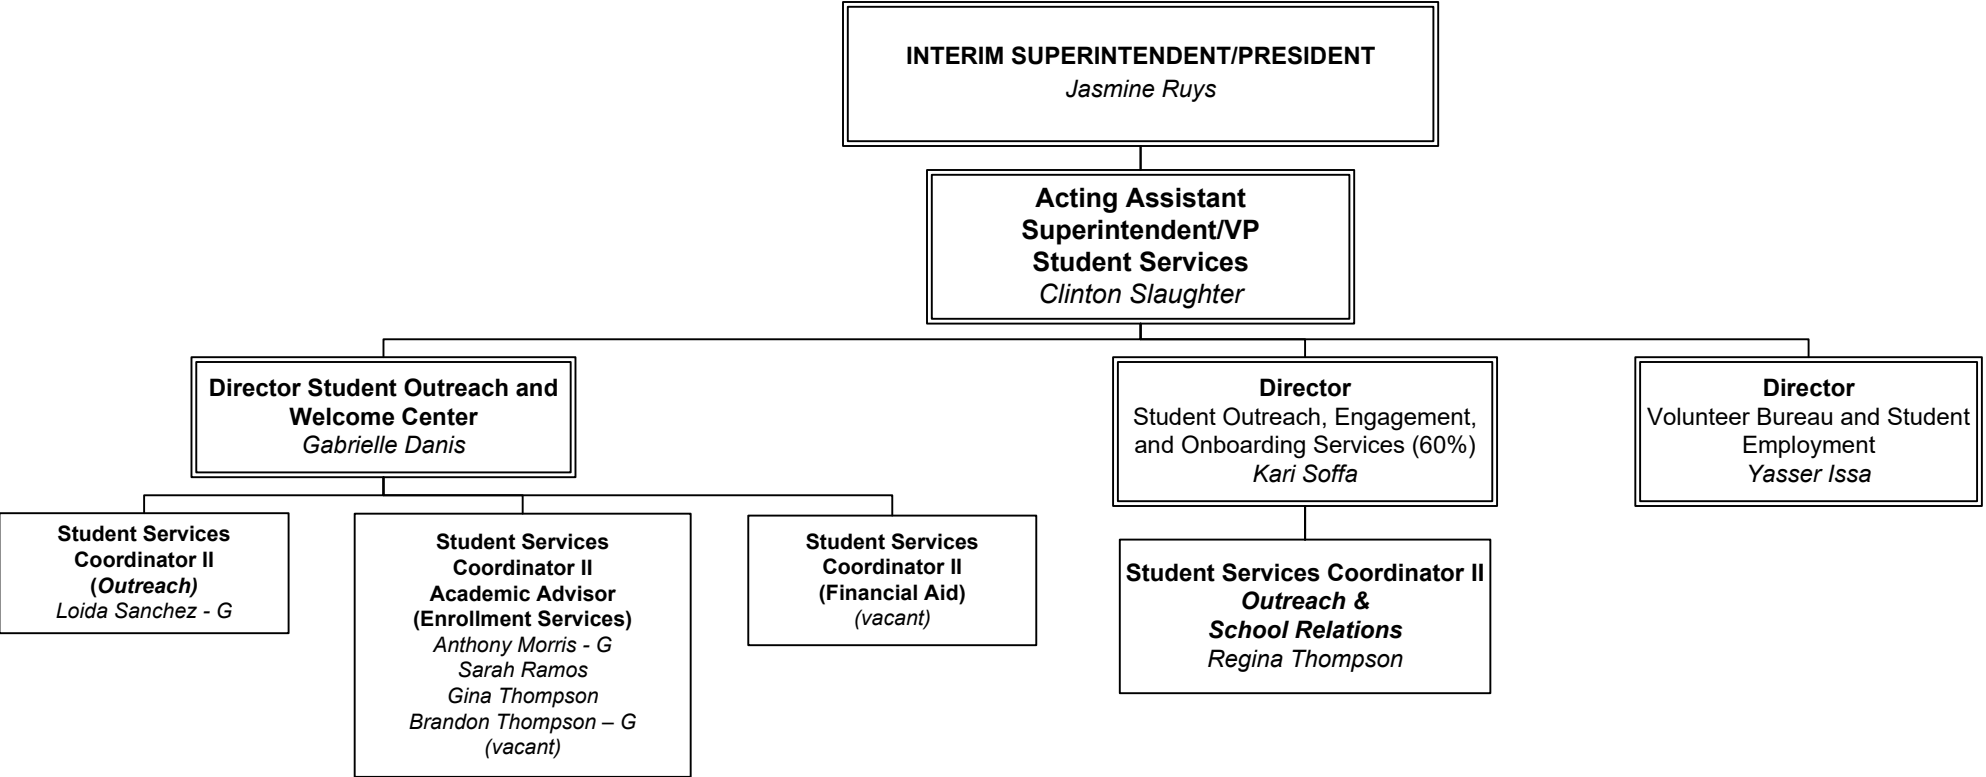 INTERIM SUPERINTENDENT/PRESIDENT
Jasmine Ruys
Acting Assistant
Superintendent/VP
Student Services
Clinton Slaughter
Director Student Outreach and
Welcome Center
Gabrielle Danis
Director
Student Outreach, Engagement,
and Onboarding Services (60%)
Kari Soffa
Director
Volunteer Bureau and Student
Employment
Yasser Issa
Student Services
Coordinator II
(Outreach)
Loida Sanchez - G
Student Services
Coordinator II
Academic Advisor
(Enrollment Services)
Anthony Morris - G
Sarah Ramos
Gina Thompson
Brandon Thompson – G
(vacant)
Student Services
Coordinator II
(Financial Aid)
(vacant)
Student Services Coordinator II
Outreach &
School Relations
Regina Thompson